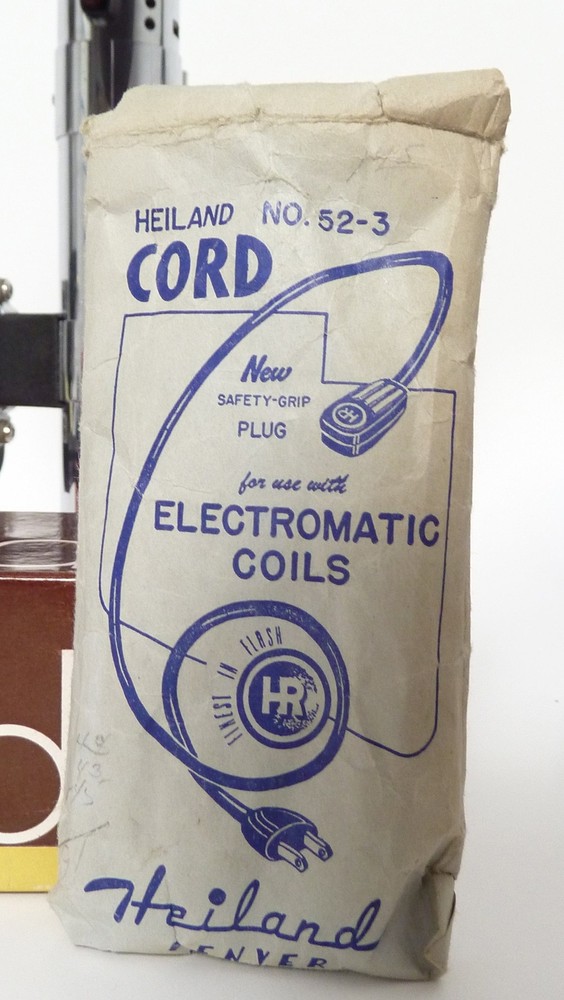 HEILAND NO. 52-3
CORD
New
SAFETY-GRIP
PLUG
for use with
ELECTROMATIC
COILS
FINEST IN FLASH
HR
Heiland
DENVER